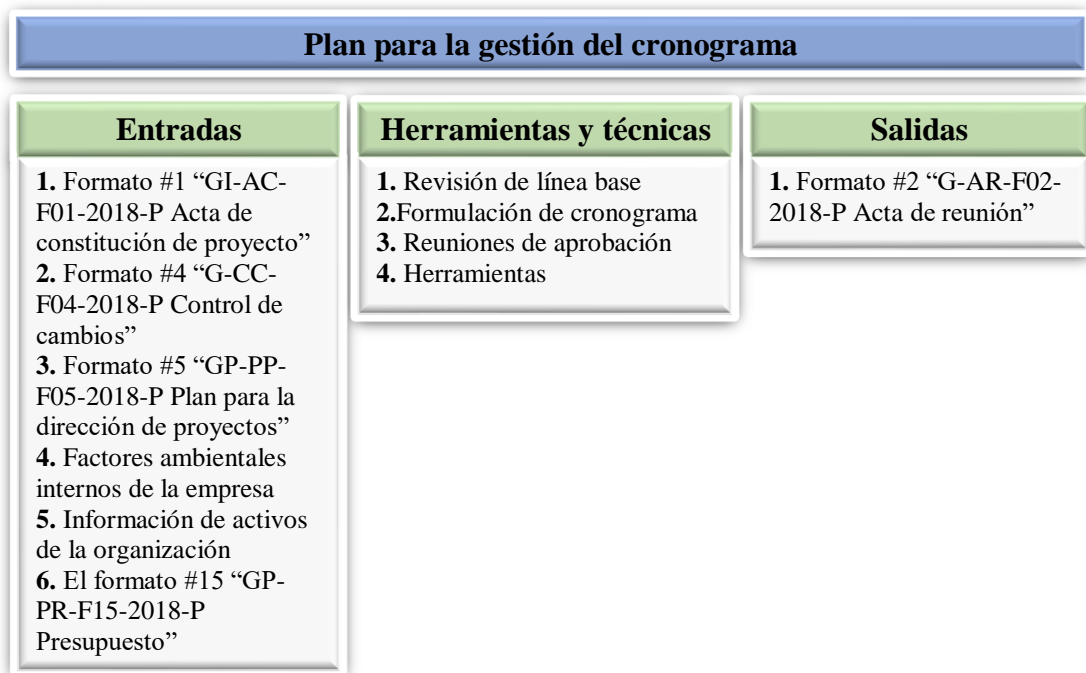 Plan para la gestión del cronograma
Entradas
1. Formato #1 “GI-AC-
F01-2018-P Acta de
constitución de proyecto”
2. Formato #4 “G-CC-
F04-2018-P Control de
cambios”
3. Formato #5 “GP-PP-
F05-2018-P Plan para la
dirección de proyectos”
4. Factores ambientales
internos de la empresa
5. Información de activos
de la organización
6. El formato #15 “GP-
PR-F15-2018-P
Presupuesto”
Herramientas y técnicas
1. Revisión de línea base
2.Formulación de cronograma
3. Reuniones de aprobación
4. Herramientas
Salidas
1. Formato #2 “G-AR-F02-
2018-P Acta de reunión”